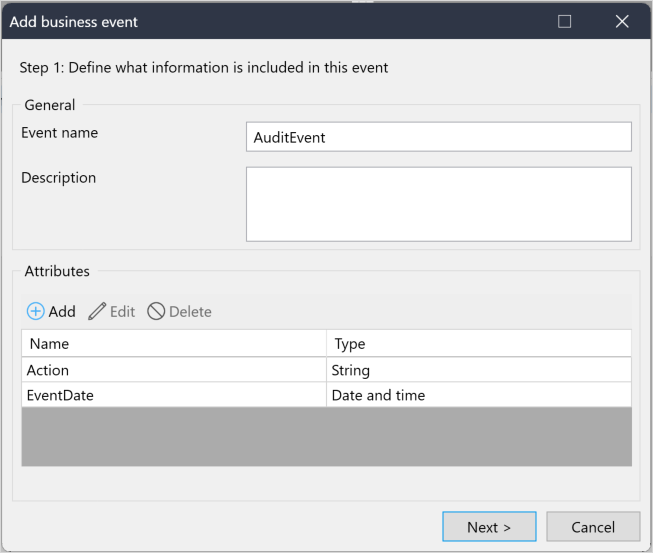 Add business event
Step 1: Define what information is included in this event
General
Event name
AuditEvent
Description
Attributes
Add Edit Delete
Name Type
Action String
EventDate Date and time
Next > Cancel